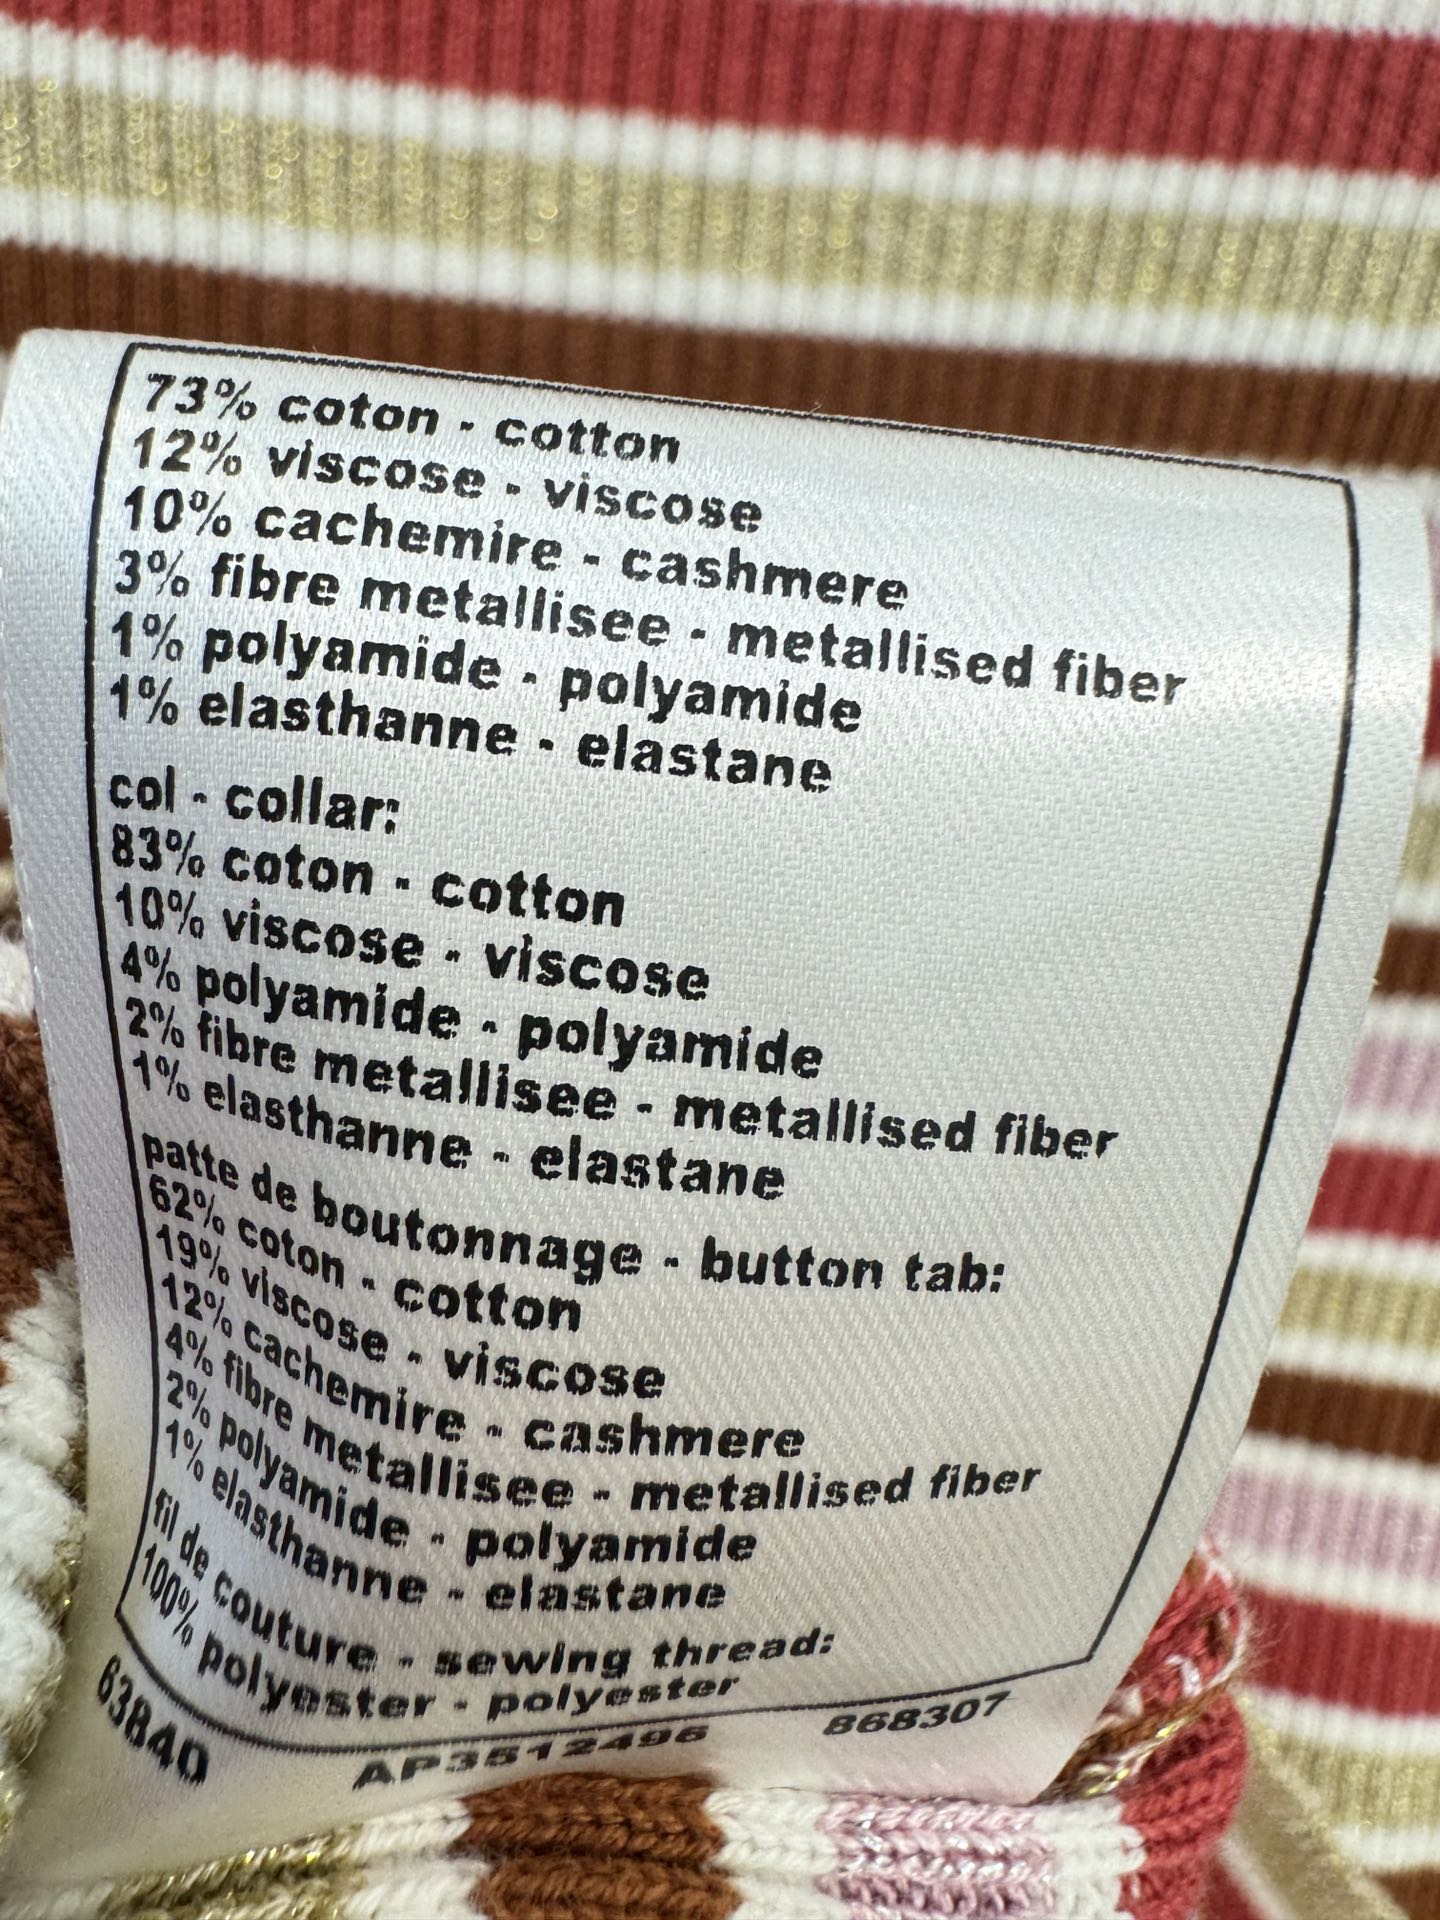 73% coton - cotton
12% viscose - viscose
10% cachemire - cashmere
3% fibre metallisee - metallised fiber
1% polyamide - polyamide
1% elasthanne - elastane
col - collar:
83% coton - cotton
10% viscose - viscose
4% polyamide - polyamide
2% fibre metallisee - metallised fiber
1% elasthanne - elastane
patte de boutonnage - button tab:
62% coton - cotton
19% viscose - viscose
12% cachemire - cashmere
4% fibre metallisee - metallised fiber
2% polyamide - polyamide
1% elasthanne - elastane
fil de couture - sewing thread:
100% polyester - polyester
63840 AP3512496 868307